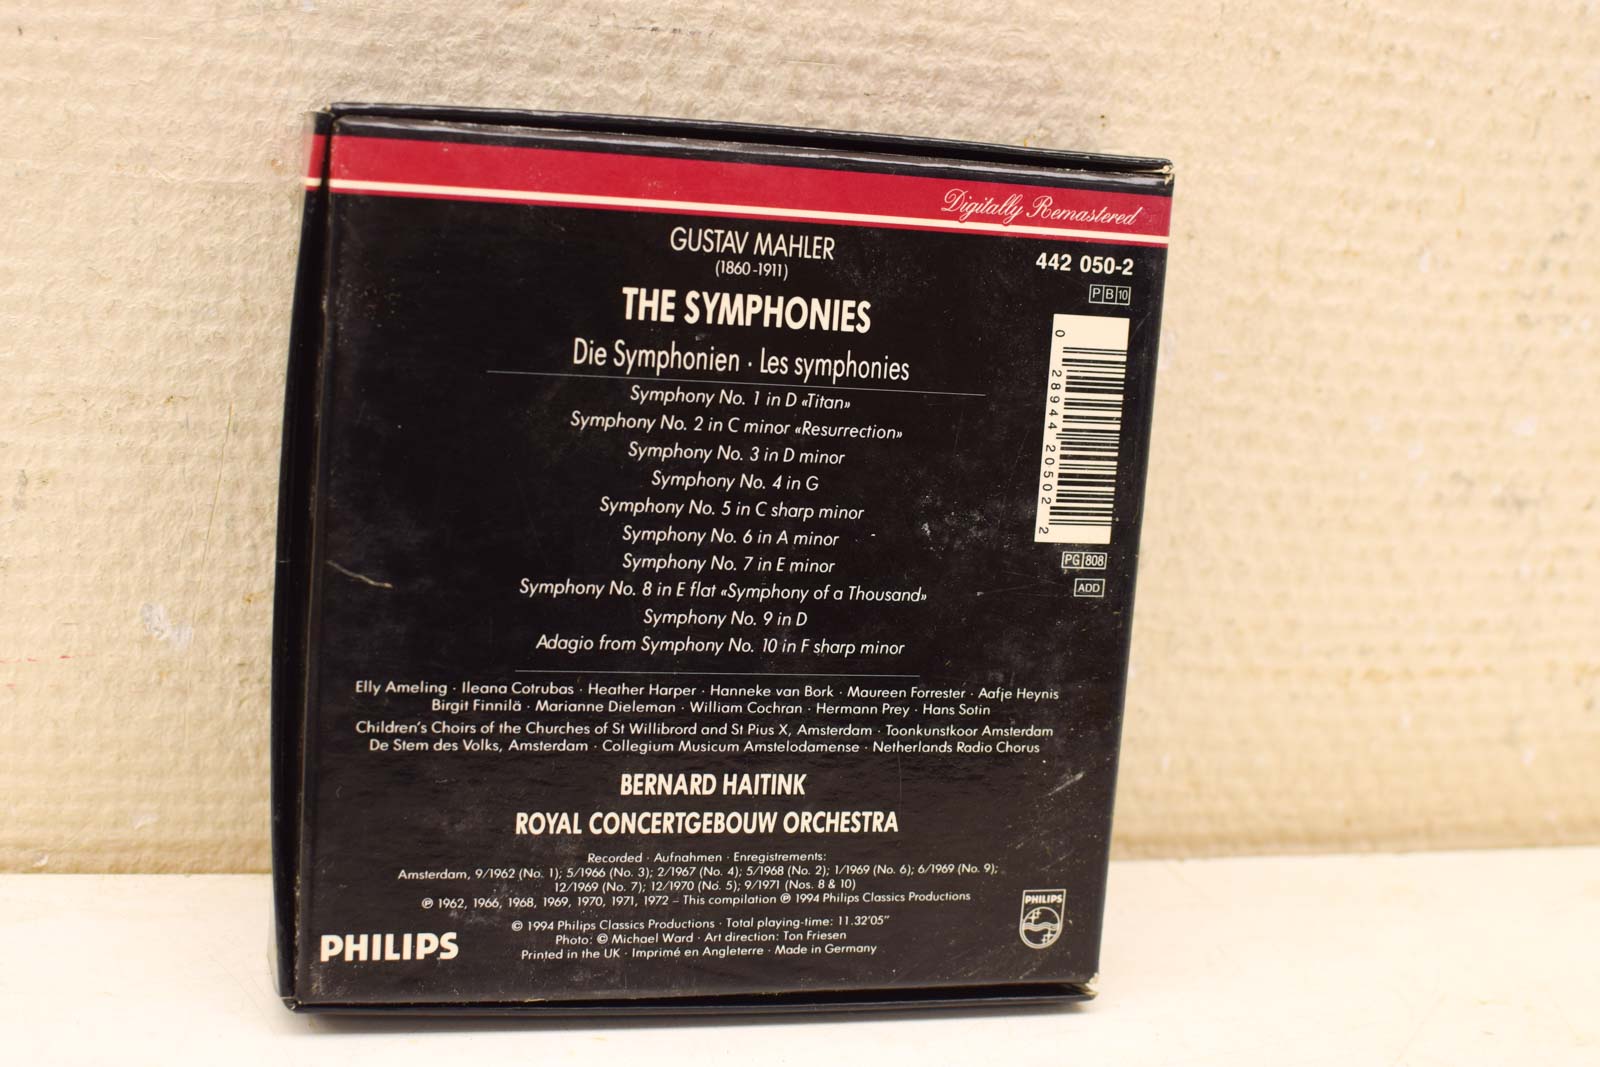 Digitally Remastered
GUSTAV MAHLER
(1860-1911)
442 050-2
PB10
THE SYMPHONIES
Die Symphonien · Les symphonies
Symphony No. 1 in D «Titan»
Symphony No. 2 in C minor «Resurrection»
Symphony No. 3 in D minor
Symphony No. 4 in G
Symphony No. 5 in C sharp minor
Symphony No. 6 in A minor
Symphony No. 7 in E minor
Symphony No. 8 in E flat «Symphony of a Thousand»
Symphony No. 9 in D
Adagio from Symphony No. 10 in F sharp minor
0 28944 20502 2
PG 808
ADD
Elly Ameling · Ileana Cotrubas · Heather Harper · Hanneke van Bork · Maureen Forrester · Aafje Heynis
Birgit Finnilä · Marianne Dieleman · William Cochran · Hermann Prey · Hans Sotin
Children's Choirs of the Churches of St Willibrord and St Pius X, Amsterdam · Toonkunstkoor Amsterdam
De Stem des Volks, Amsterdam · Collegium Musicum Amstelodamense · Netherlands Radio Chorus
BERNARD HAITINK
ROYAL CONCERTGEBOUW ORCHESTRA
Recorded · Aufnahmen · Enregistrements:
Amsterdam, 9/1962 (No. 1); 5/1966 (No. 3); 2/1967 (No. 4); 5/1968 (No. 2); 1/1969 (No. 6); 6/1969 (No. 9);
12/1969 (No. 7); 12/1970 (No. 5); 9/1971 (Nos. 8 & 10)
℗ 1962, 1966, 1968, 1969, 1970, 1971, 1972 – This compilation ℗ 1994 Philips Classics Productions
© 1994 Philips Classics Productions · Total playing-time: 11.32'05"
Photo: © Michael Ward · Art direction: Ton Friesen
Printed in the UK · Imprimé en Angleterre · Made in Germany
PHILIPS
PHILIPS